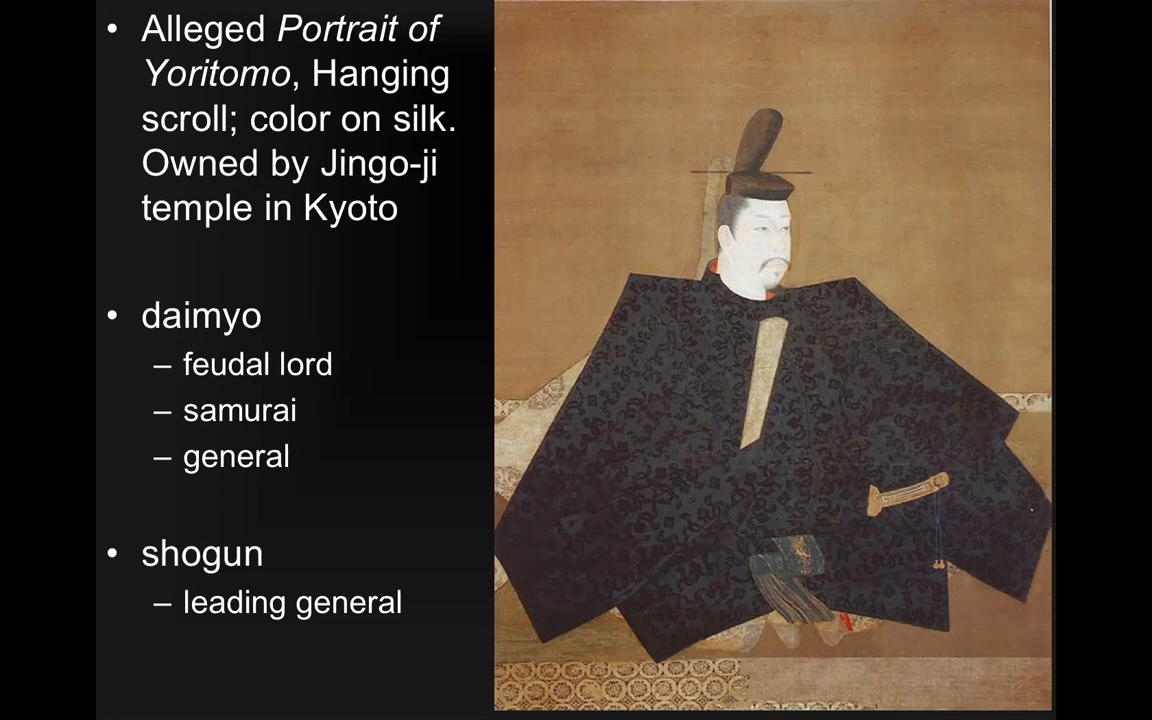 • Alleged Portrait of
Yoritomo, Hanging
scroll; color on silk.
Owned by Jingo-ji
temple in Kyoto
• daimyo
– feudal lord
– samurai
– general
• shogun
– leading general